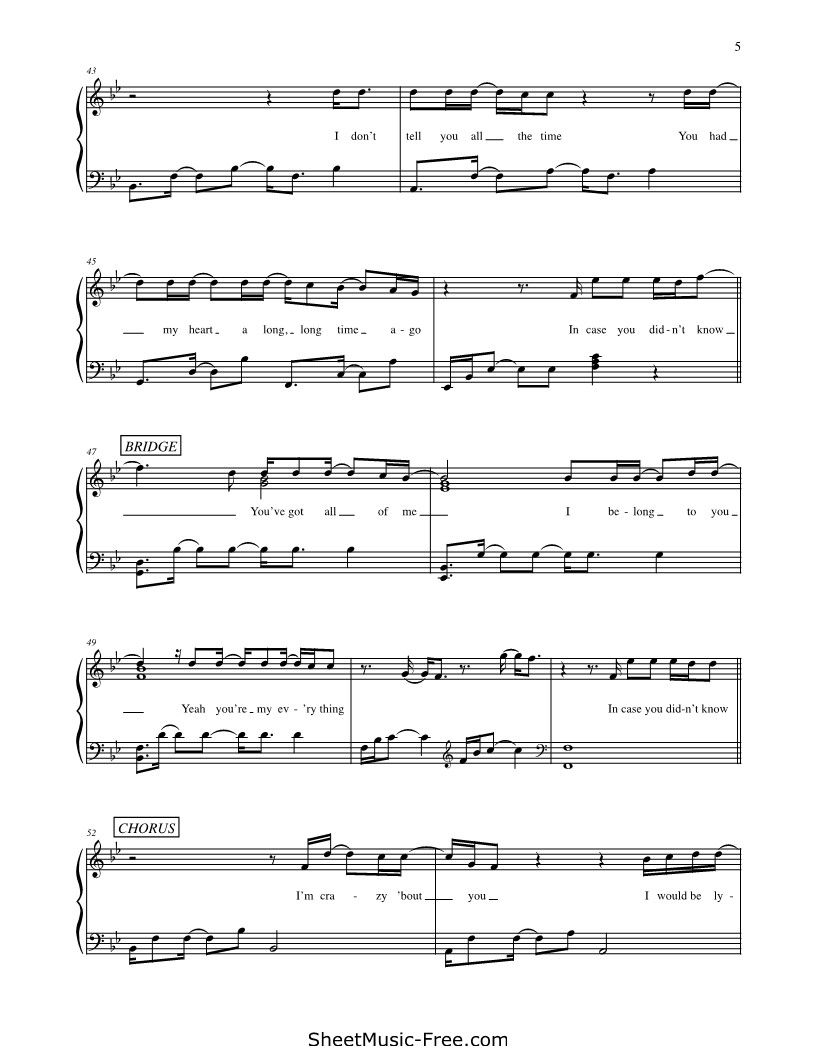 5
43
I don't tell you all the time You had
45
my heart a long, long time a - go In case you did - n't know
BRIDGE
47
You've got all of me I be - long to you
49
Yeah you're my ev - 'ry thing In case you did-n't know
CHORUS
52
I'm cra - zy 'bout you I would be ly -
SheetMusic-Free.com